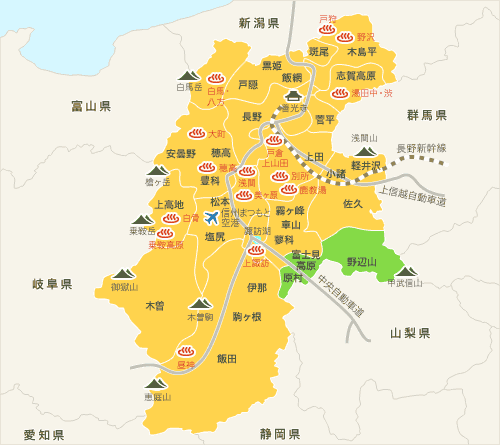 新潟県
戸狩
野沢
斑尾
木島平
黒姫
飯綱
志賀高原
白馬岳
白馬・
八方
戸隠
湯田中・渋
善光寺
富山県
長野
菅平
群馬県
大町
浅間山
長野新幹線
安曇野
穂高
戸倉
上山田
上田
軽井沢
穂高
別所
小諸
槍ヶ岳
豊科
浅間
鹿教湯
上信越自動車道
美ヶ原
松本
上高地
白骨
信州まつもと
空港
霧ヶ峰
佐久
乗鞍岳
車山
乗鞍高原
塩尻
諏訪湖
蓼科
上諏訪
富士見
高原
野辺山
御嶽山
原村
甲武信山
岐阜県
伊那
中央自動車道
木曽
木曽駒
駒ヶ根
山梨県
昼神
飯田
恵庭山
愛知県
静岡県